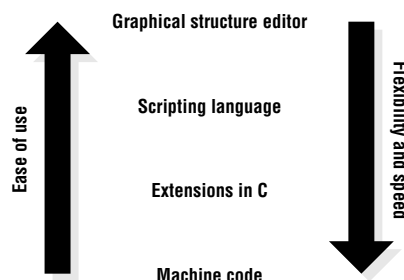 Graphical structure editor
Scripting language
Extensions in C
Machine code
Ease of use
Flexibility and speed